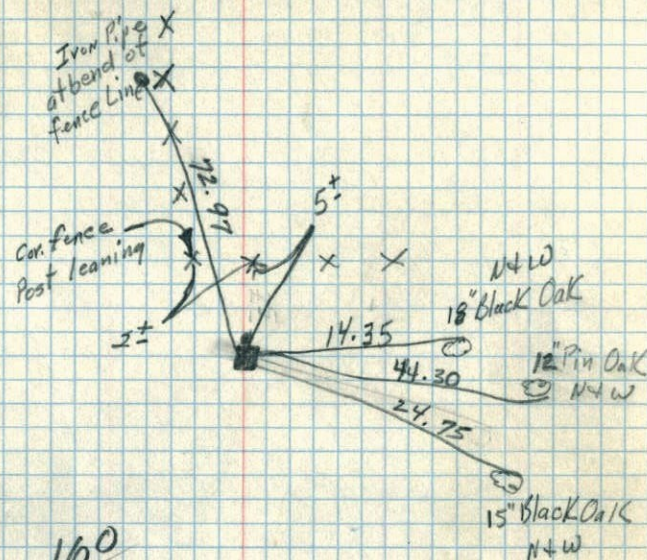 Iron Pipe
at bend of
fence Line
72.97
5±
Cor. fence
Post leaning
2±
N+W
18" Black Oak
14.35
12" Pin Oak
N+W
44.30
24.75
15" Black Oak
N+W
160